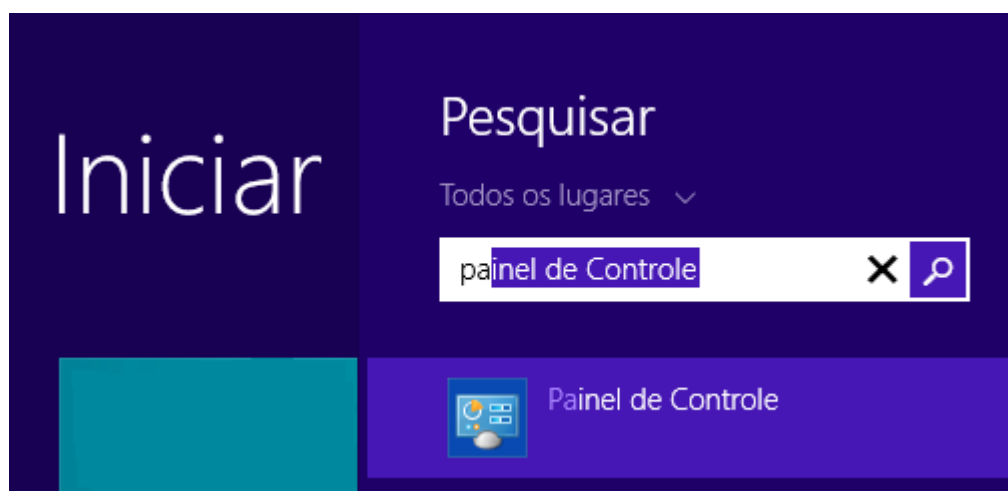 Iniciar
Pesquisar
Todos os lugares
painel de Controle
Painel de Controle